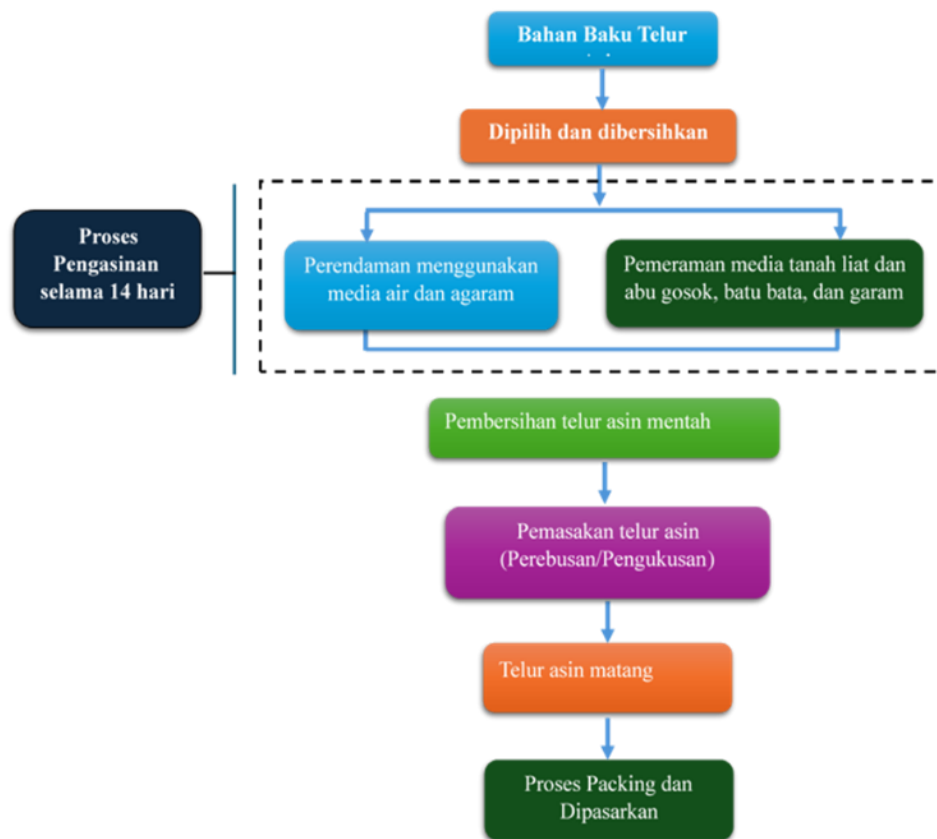 Bahan Baku Telur
Dipilih dan dibersihkan
Proses
Pengasinan
selama 14 hari
Perendaman menggunakan
media air dan agaram
Pemeraman media tanah liat dan
abu gosok, batu bata, dan garam
Pembersihan telur asin mentah
Pemasakan telur asin
(Perebusan/Pengukusan)
Telur asin matang
Proses Packing dan
Dipasarkan